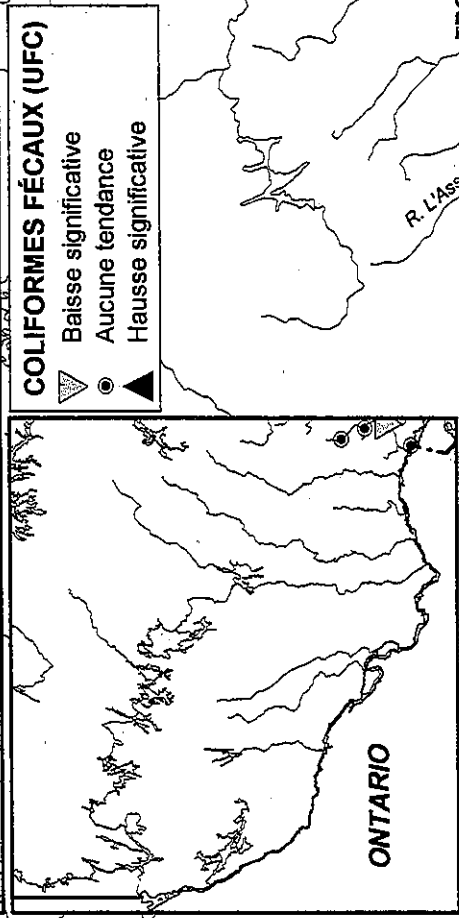 COLIFORMES FÉCAUX (UFC)
Baisse significative
Aucune tendance
Hausse significative
R. L'Ass
ONTARIO